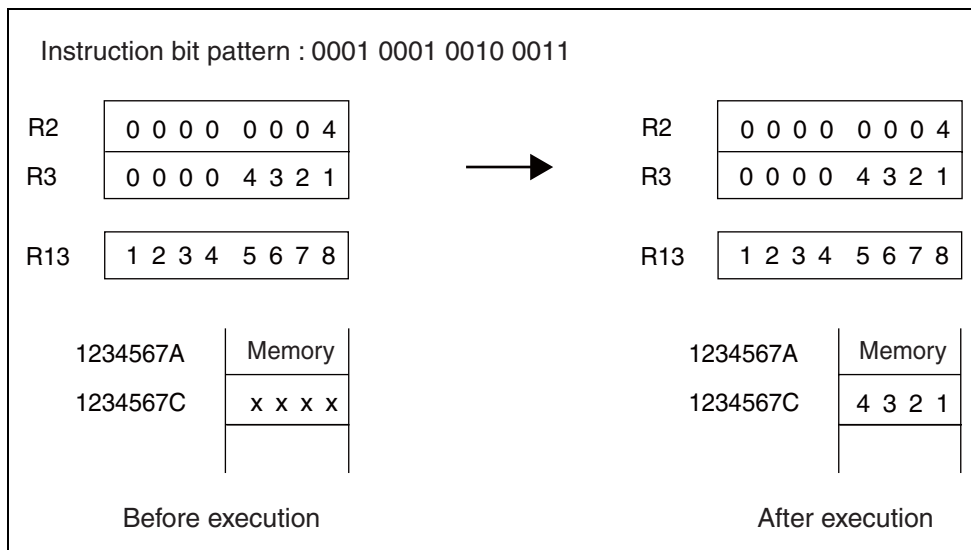 Instruction bit pattern : 0001 0001 0010 0011
R2 0 0 0 0 0 0 0 4 R2 0 0 0 0 0 0 0 4
R3 0 0 0 0 4 3 2 1 R3 0 0 0 0 4 3 2 1
R13 1 2 3 4 5 6 7 8 R13 1 2 3 4 5 6 7 8
1234567A Memory 1234567A Memory
1234567C x x x x 1234567C 4 3 2 1
Before execution After execution